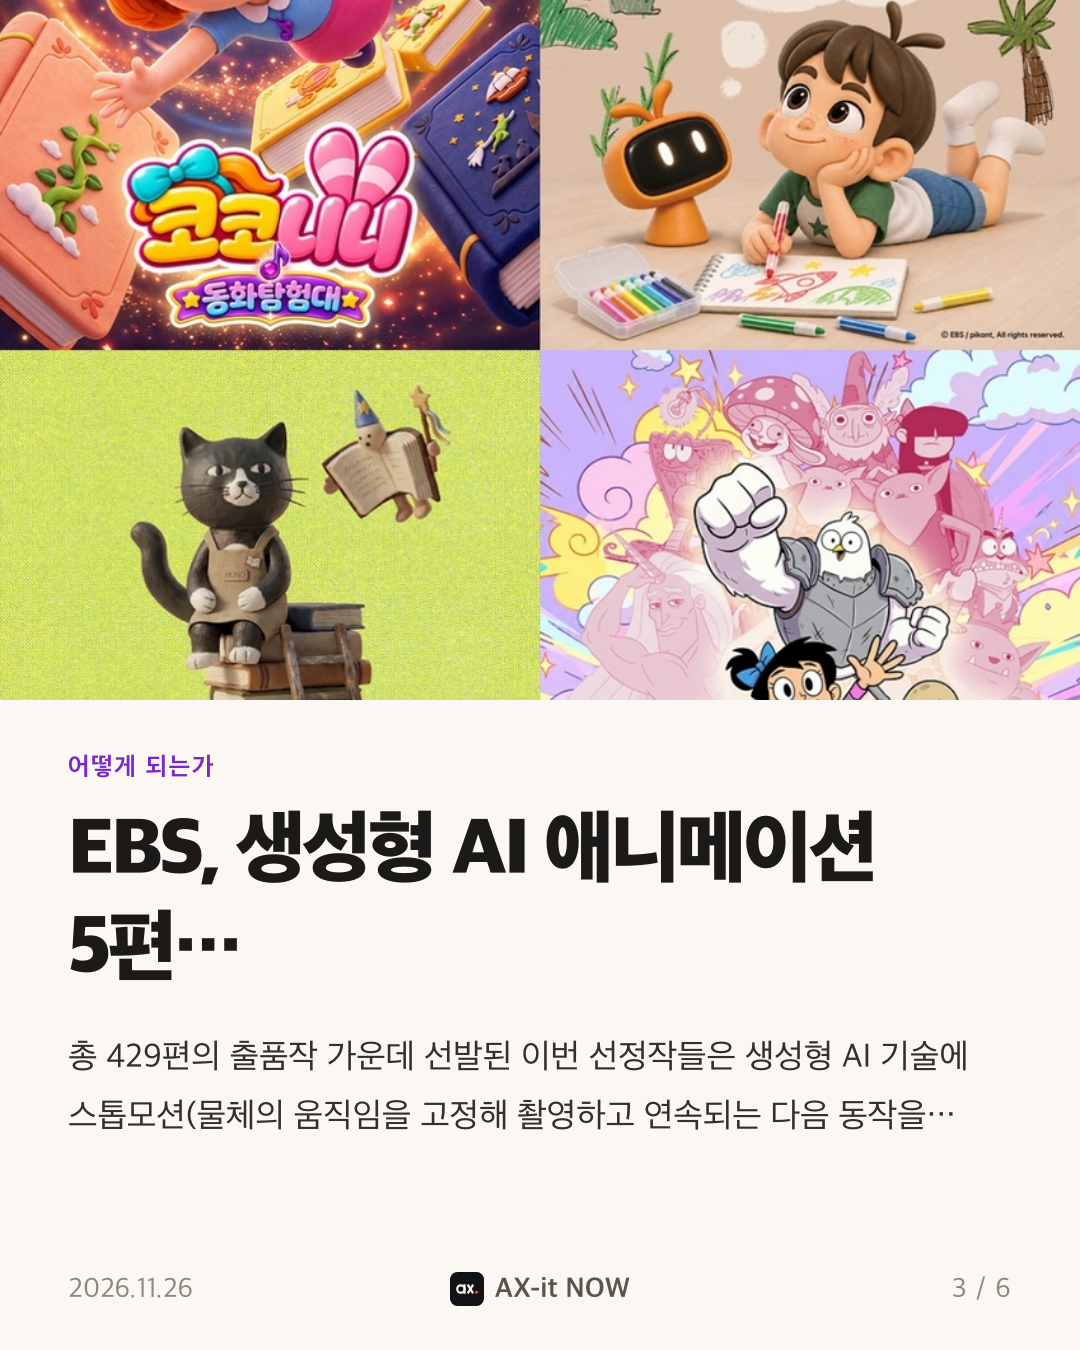 코코니니
동화탐험대
© EBS / pikont, All rights reserved.
MONO
어떻게 되는가
EBS, 생성형 AI 애니메이션
5편…
총 429편의 출품작 가운데 선발된 이번 선정작들은 생성형 AI 기술에
스톱모션(물체의 움직임을 고정해 촬영하고 연속되는 다음 동작을…
2026.11.26
ax.
AX-it NOW
3 / 6